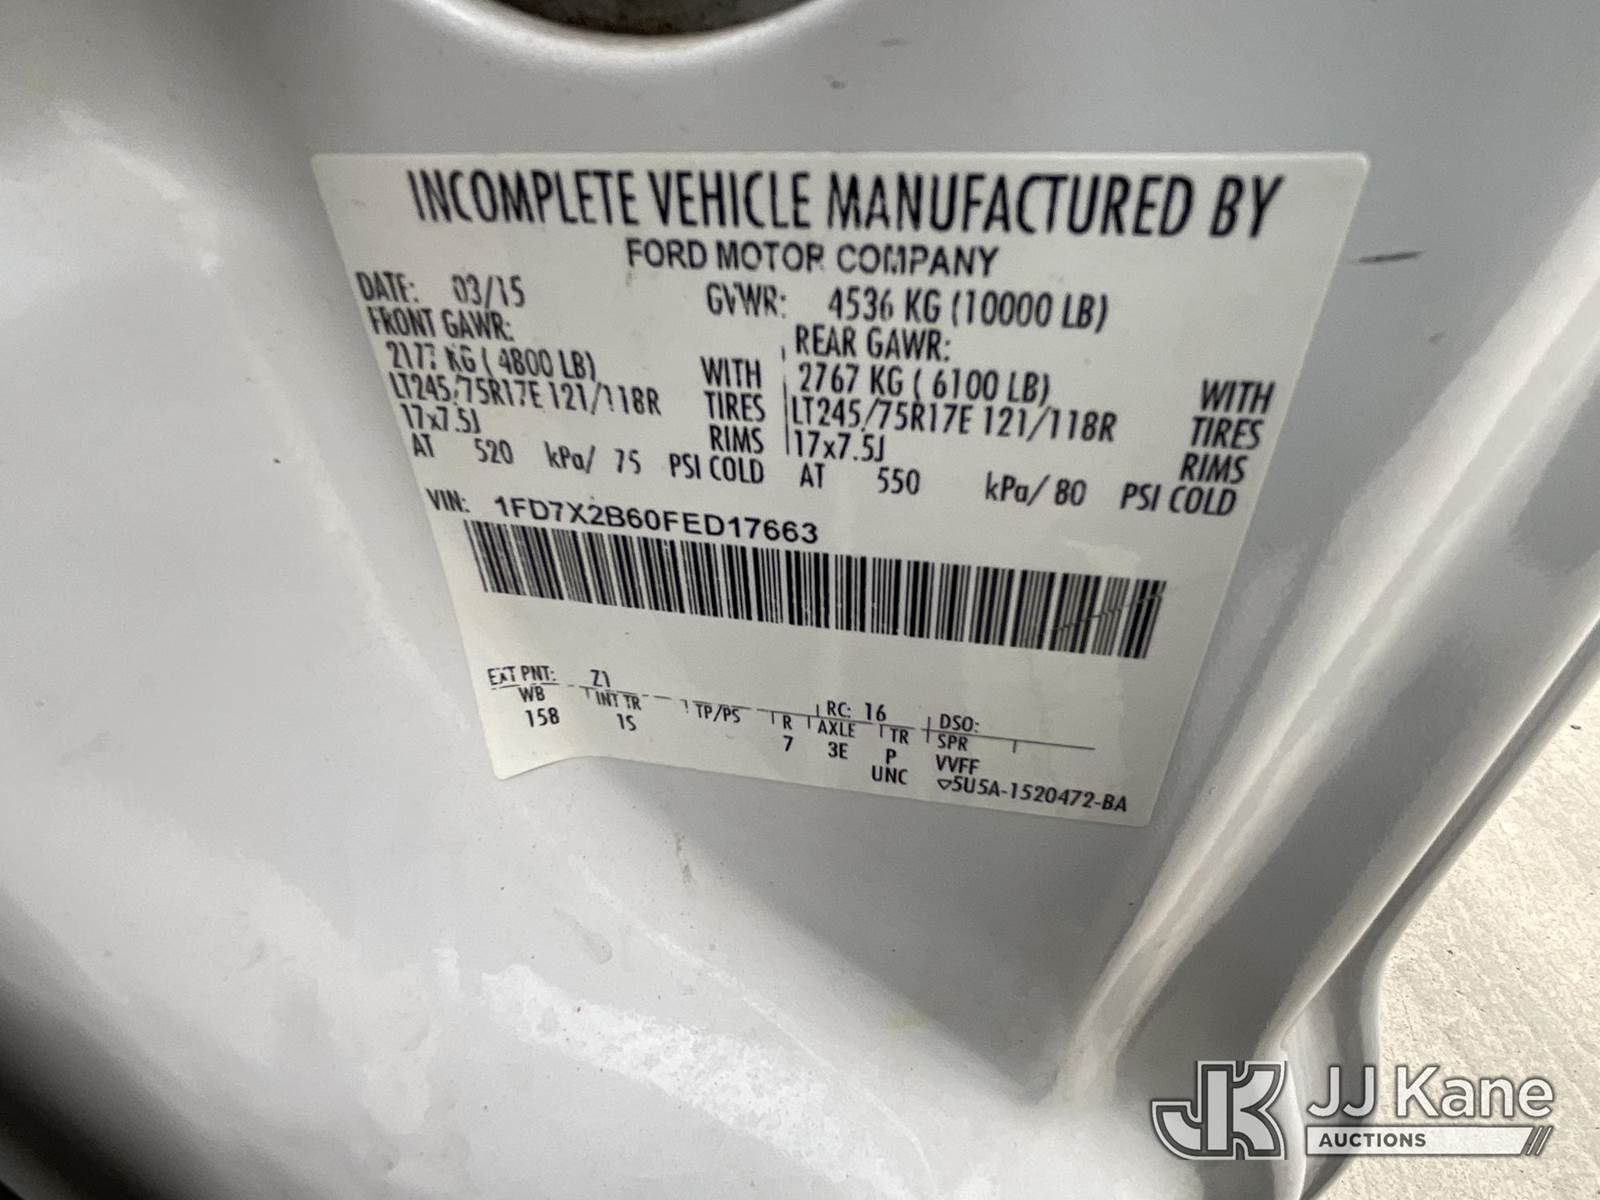 INCOMPLETE VEHICLE MANUFACTURED BY
FORD MOTOR COMPANY
DATE: 03/15 GVWR: 4536 KG (10000 LB)
FRONT GAWR: REAR GAWR:
2177 KG ( 4800 LB) WITH 2767 KG ( 6100 LB) WITH
LT245/75R17E 121/118R TIRES LT245/75R17E 121/118R TIRES
17x7.5J RIMS 17x7.5J RIMS
AT 520 kPa/ 75 PSI COLD AT 550 kPa/ 80 PSI COLD
VIN: 1FD7X2B60FED17663
EXT PNT: Z1 RC: 16 DSO:
WB INT TR TP/PS R AXLE TR SPR
158 1S 7 3E P VVFF
UNC ▽5U5A-1520472-BA
JK JJ Kane
AUCTIONS